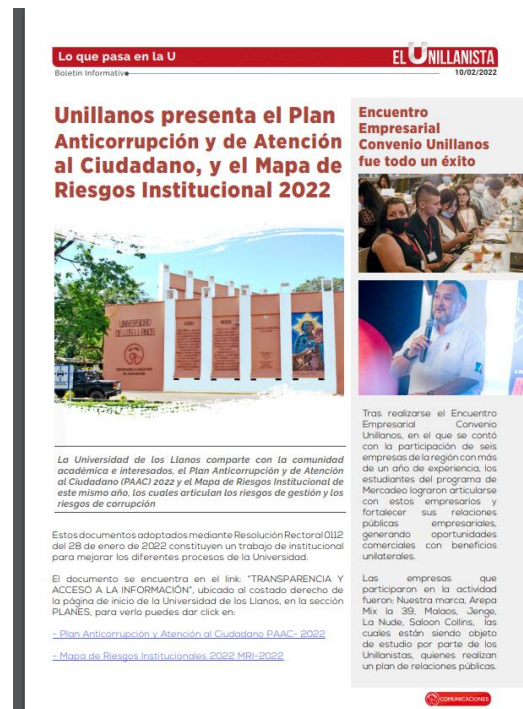 Lo que pasa en la U
EL UNILLANISTA
Boletín Informativo
10/02/2022
Unillanos presenta el Plan
Anticorrupción y de Atención
al Ciudadano, y el Mapa de
Riesgos Institucional 2022
UNIVERSIDAD
DE LOS LLANOS
La Universidad de los Llanos comparte con la comunidad
académica e interesados, el Plan Anticorrupción y de Atención
al Ciudadano (PAAC) 2022 y el Mapa de Riesgos Institucional de
este mismo año, los cuales articulan los riesgos de gestión y los
riesgos de corrupción
Estos documentos adoptados mediante Resolución Rectoral 0112
del 28 de enero de 2022 constituyen un trabajo de institucional
para mejorar los diferentes procesos de la Universidad.
El documento se encuentra en el link: "TRANSPARENCIA Y
ACCESO A LA INFORMACIÓN", ubicado al costado derecho de
la página de inicio de la Universidad de los Llanos, en la sección
PLANES, para verlo puedes dar click en:
- Plan Anticorrupción y Atención al Ciudadano PAAC- 2022
- Mapa de Riesgos Institucionales 2022 MRI-2022
Encuentro
Empresarial
Convenio Unillanos
fue todo un éxito
Tras realizarse el Encuentro
Empresarial Convenio
Unillanos, en el que se contó
con la participación de seis
empresas de la región con más
de un año de experiencia, los
estudiantes del programa de
Mercadeo lograron articularse
con estos empresarios y
fortalecer sus relaciones
públicas empresariales,
generando oportunidades
comerciales con beneficios
unilaterales.
Las empresas que
participaron en la actividad
fueron: Nuestra marca, Arepa
Mix la 39, Malaos, Jenge,
La Nude, Saloon Collins, las
cuales están siendo objeto
de estudio por parte de los
Unillanistas, quienes realizan
un plan de relaciones públicas.
COMUNICACIONES